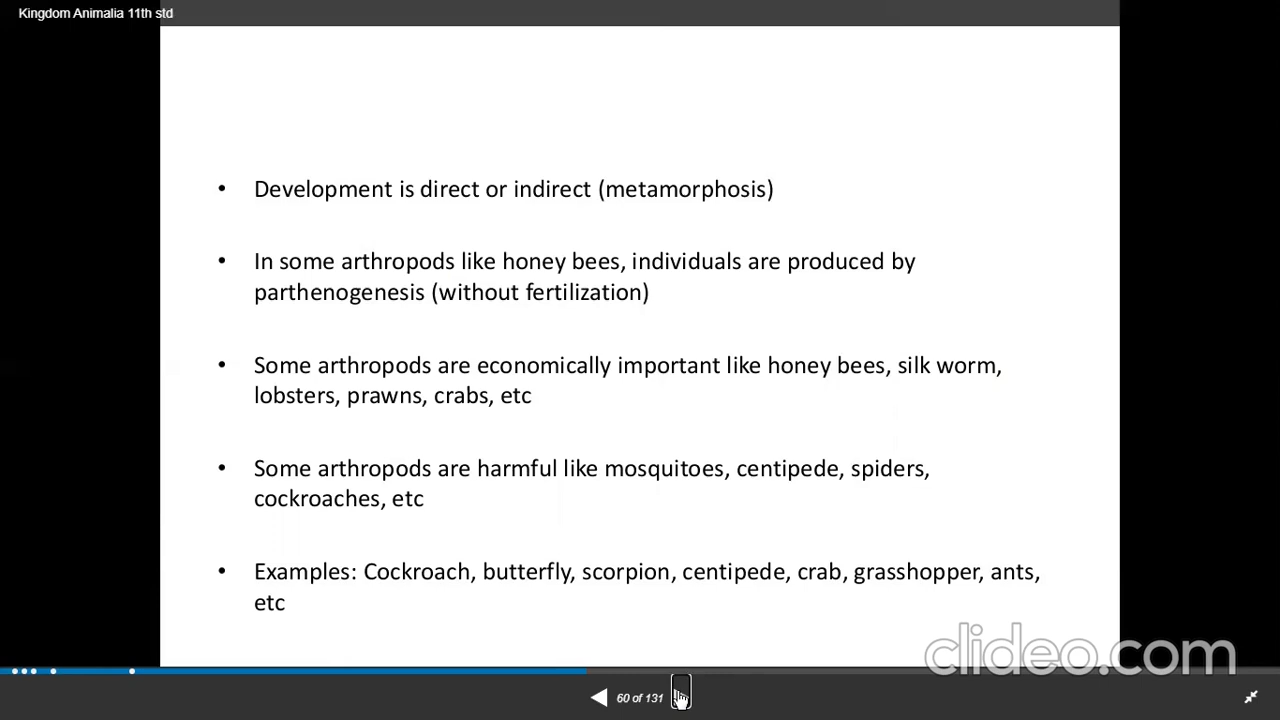 Kingdom Animalia 11th std
• Development is direct or indirect (metamorphosis)
• In some arthropods like honey bees, individuals are produced by
parthenogenesis (without fertilization)
• Some arthropods are economically important like honey bees, silk worm,
lobsters, prawns, crabs, etc
• Some arthropods are harmful like mosquitoes, centipede, spiders,
cockroaches, etc
• Examples: Cockroach, butterfly, scorpion, centipede, crab, grasshopper, ants,
etc
clideo.com
60 of 131